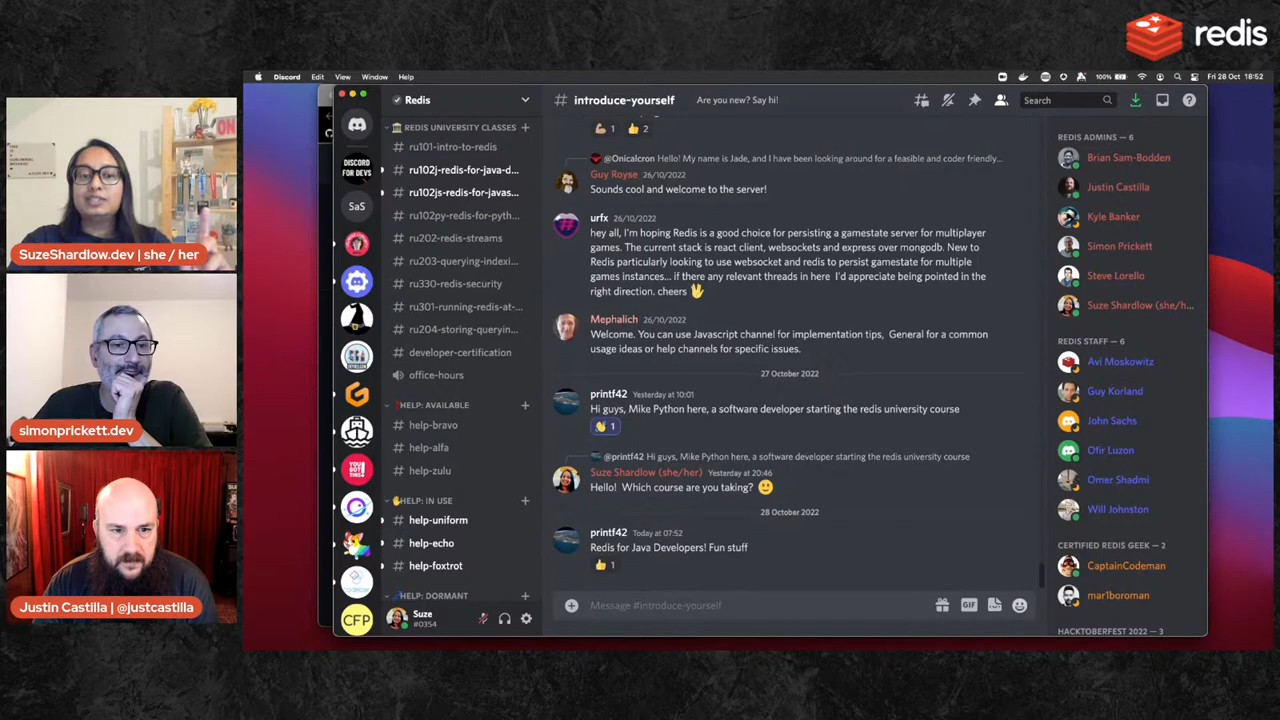 redis
Discord Edit View Window Help
100% Fri 28 Oct 18:52
SuzeShardlow.dev | she / her
simonprickett.dev
Justin Castilla | @justcastilla
DISCORD
FOR DEVS
SaS
YOU
GOT
THIS
CFP
Redis
REDIS UNIVERSITY CLASSES
ru101-intro-to-redis
ru102j-redis-for-java-d...
ru102js-redis-for-javas...
ru102py-redis-for-pyth...
ru202-redis-streams
ru203-querying-indexi...
ru330-redis-security
ru301-running-redis-at-...
ru204-storing-queryin...
developer-certification
office-hours
HELP: AVAILABLE
help-bravo
help-alfa
help-zulu
HELP: IN USE
help-uniform
help-echo
help-foxtrot
HELP: DORMANT
Suze
#0354
# introduce-yourself Are you new? Say hi!
Search
1 2
@Onicalcron Hello! My name is Jade, and I have been looking around for a feasible and coder friendly...
Guy Royse 26/10/2022
Sounds cool and welcome to the server!
urfx 26/10/2022
hey all, I'm hoping Redis is a good choice for persisting a gamestate server for multiplayer
games. The current stack is react client, websockets and express over mongodb. New to
Redis particularly looking to use websocket and redis to persist gamestate for multiple
games instances... if there any relevant threads in here I'd appreciate being pointed in the
right direction. cheers 🖖
Mephalich 26/10/2022
Welcome. You can use Javascript channel for implementation tips, General for a common
usage ideas or help channels for specific issues.
27 October 2022
printf42 Yesterday at 10:01
Hi guys, Mike Python here, a software developer starting the redis university course
👋 1
@printf42 Hi guys, Mike Python here, a software developer starting the redis university course
Suze Shardlow (she/her) Yesterday at 20:46
Hello! Which course are you taking? 🙂
28 October 2022
printf42 Today at 07:52
Redis for Java Developers! Fun stuff
👍 1
Message #introduce-yourself
GIF
REDIS ADMINS — 6
Brian Sam-Bodden
Justin Castilla
Kyle Banker
Simon Prickett
Steve Lorello
Suze Shardlow (she/h...
REDIS STAFF — 6
Avi Moskowitz
Guy Korland
John Sachs
Ofir Luzon
Omer Shadmi
Will Johnston
CERTIFIED REDIS GEEK — 2
CaptainCodeman
mar1boroman
HACKTOBERFEST 2022 — 3